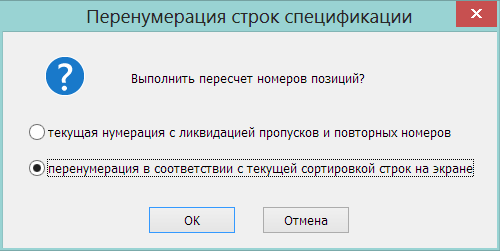 Перенумерация строк спецификации
Выполнить пересчет номеров позиций?
текущая нумерация с ликвидацией пропусков и повторных номеров
перенумерация в соответствии с текущей сортировкой строк на экране
OK
Отмена